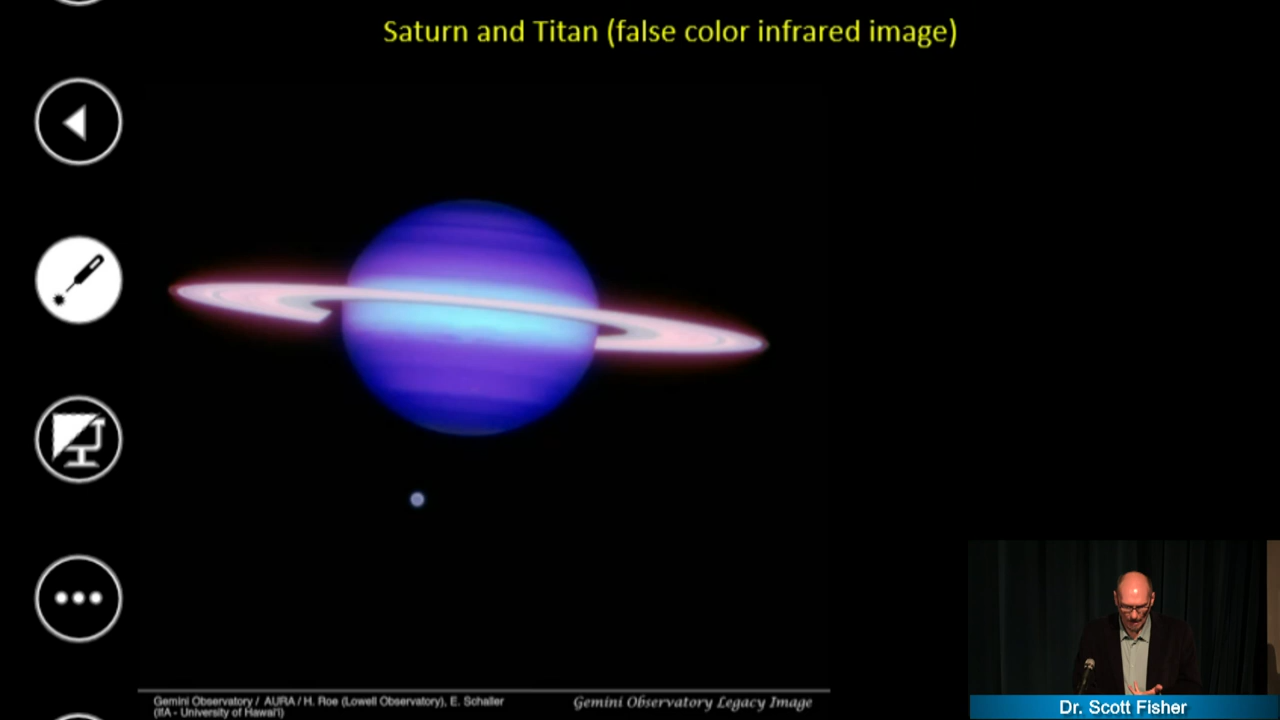 Saturn and Titan (false color infrared image)
Gemini Observatory / AURA / H. Roe (Lowell Observatory), E. Schaller
(IfA - University of Hawai'i)
Gemini Observatory Legacy Image
Dr. Scott Fisher